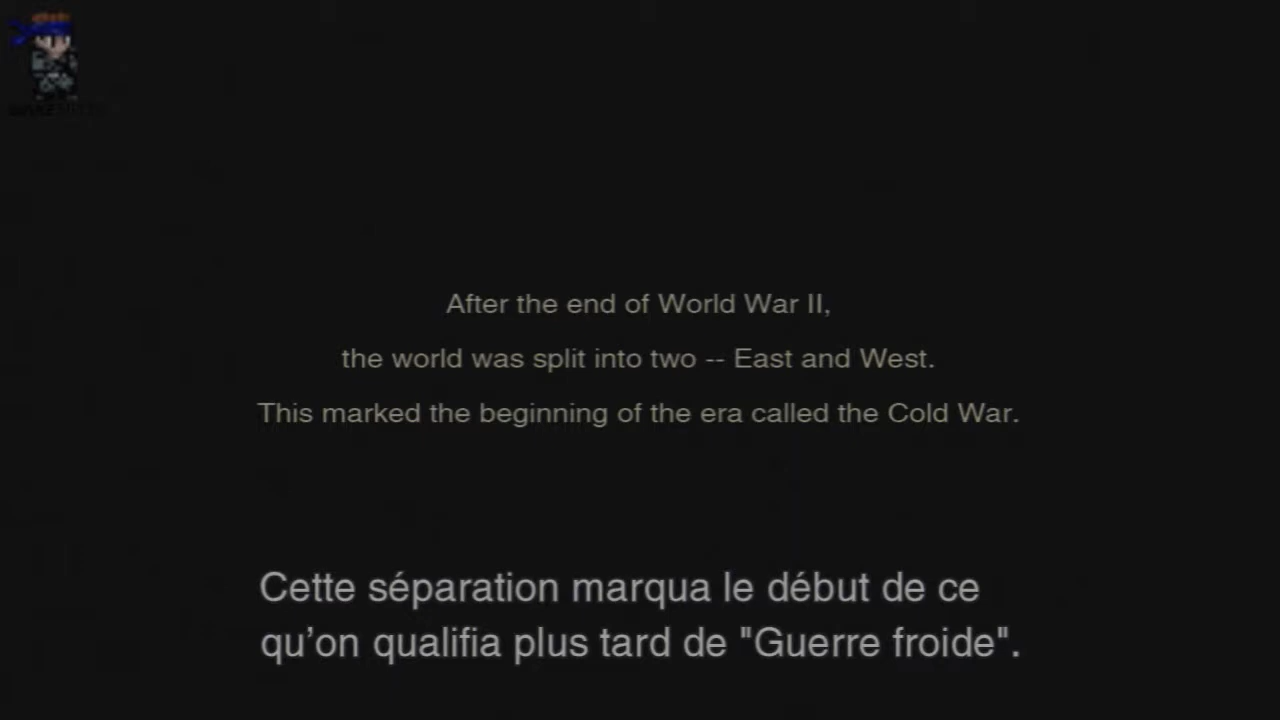 After the end of World War II,
the world was split into two -- East and West.
This marked the beginning of the era called the Cold War.
Cette séparation marqua le début de ce
qu’on qualifia plus tard de "Guerre froide".